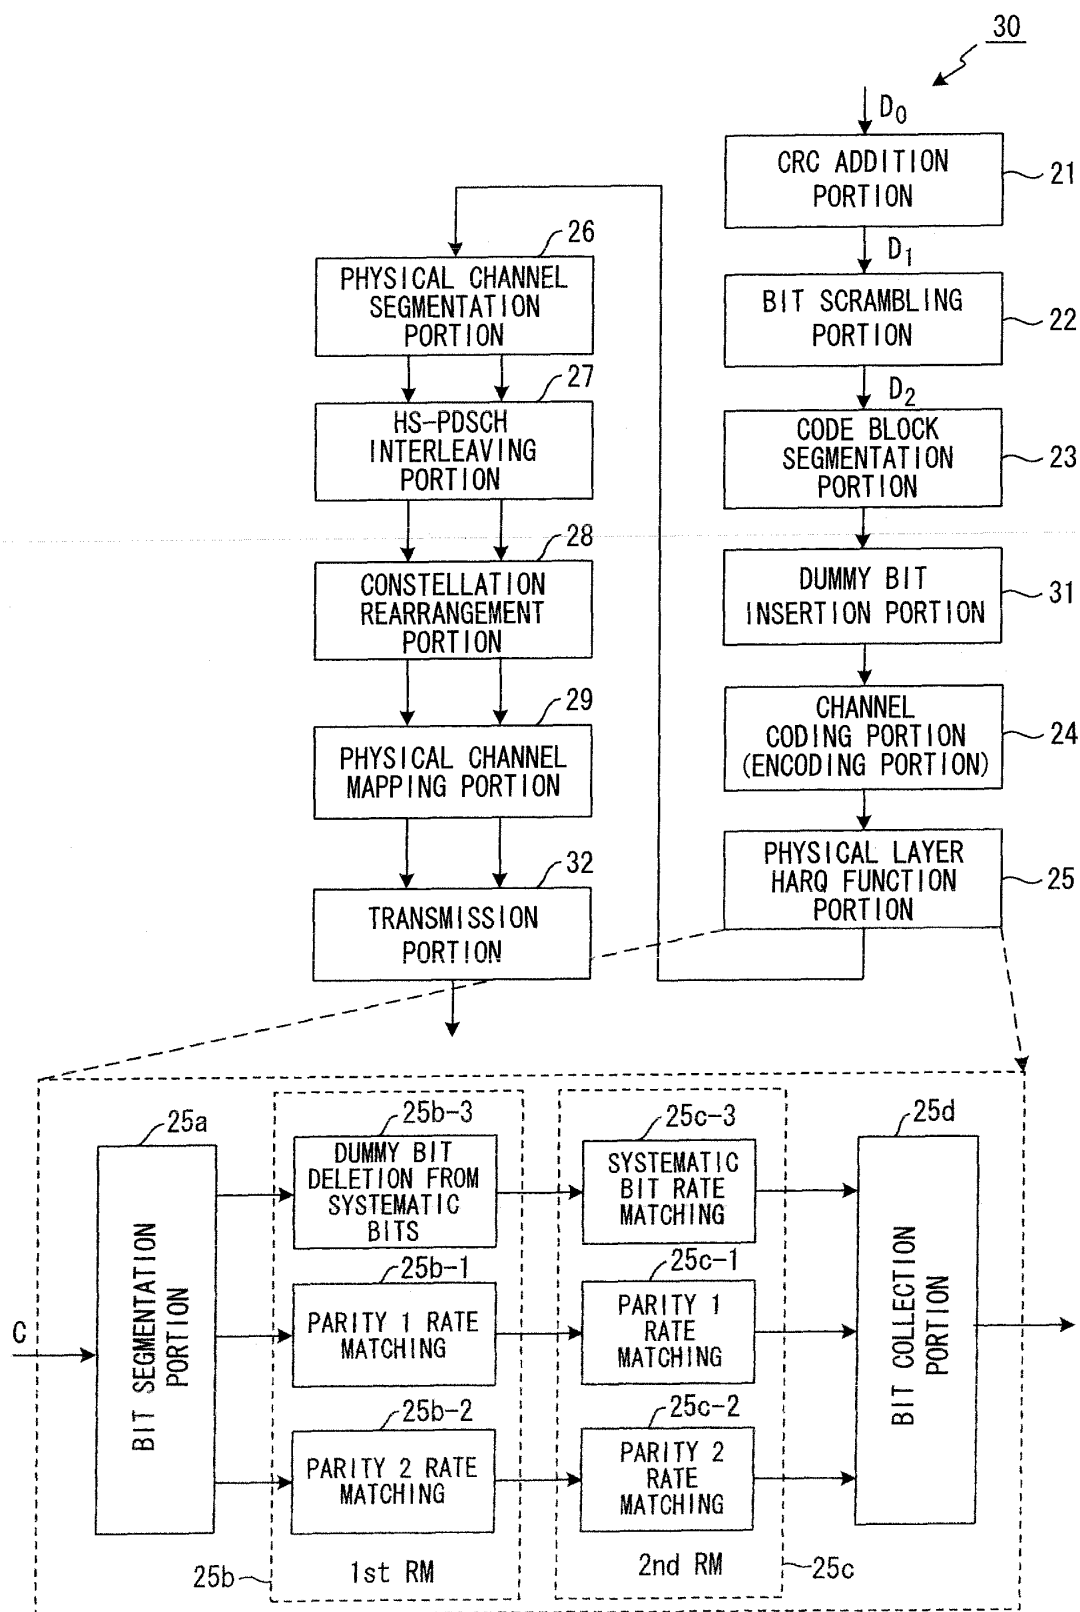 30
D0
CRC ADDITION
PORTION
21
D1
BIT SCRAMBLING
PORTION
22
D2
CODE BLOCK
SEGMENTATION
PORTION
23
DUMMY BIT
INSERTION PORTION
31
CHANNEL
CODING PORTION
(ENCODING PORTION)
24
PHYSICAL LAYER
HARQ FUNCTION
PORTION
25
26
PHYSICAL CHANNEL
SEGMENTATION
PORTION
27
HS-PDSCH
INTERLEAVING
PORTION
28
CONSTELLATION
REARRANGEMENT
PORTION
29
PHYSICAL CHANNEL
MAPPING PORTION
32
TRANSMISSION
PORTION
C
25a
BIT SEGMENTATION
PORTION
25b-3
DUMMY BIT
DELETION FROM
SYSTEMATIC
BITS
25b-1
PARITY 1 RATE
MATCHING
25b-2
PARITY 2 RATE
MATCHING
25b
1st RM
25c-3
SYSTEMATIC
BIT RATE
MATCHING
25c-1
PARITY 1
RATE
MATCHING
25c-2
PARITY 2
RATE
MATCHING
2nd RM
25c
25d
BIT COLLECTION
PORTION